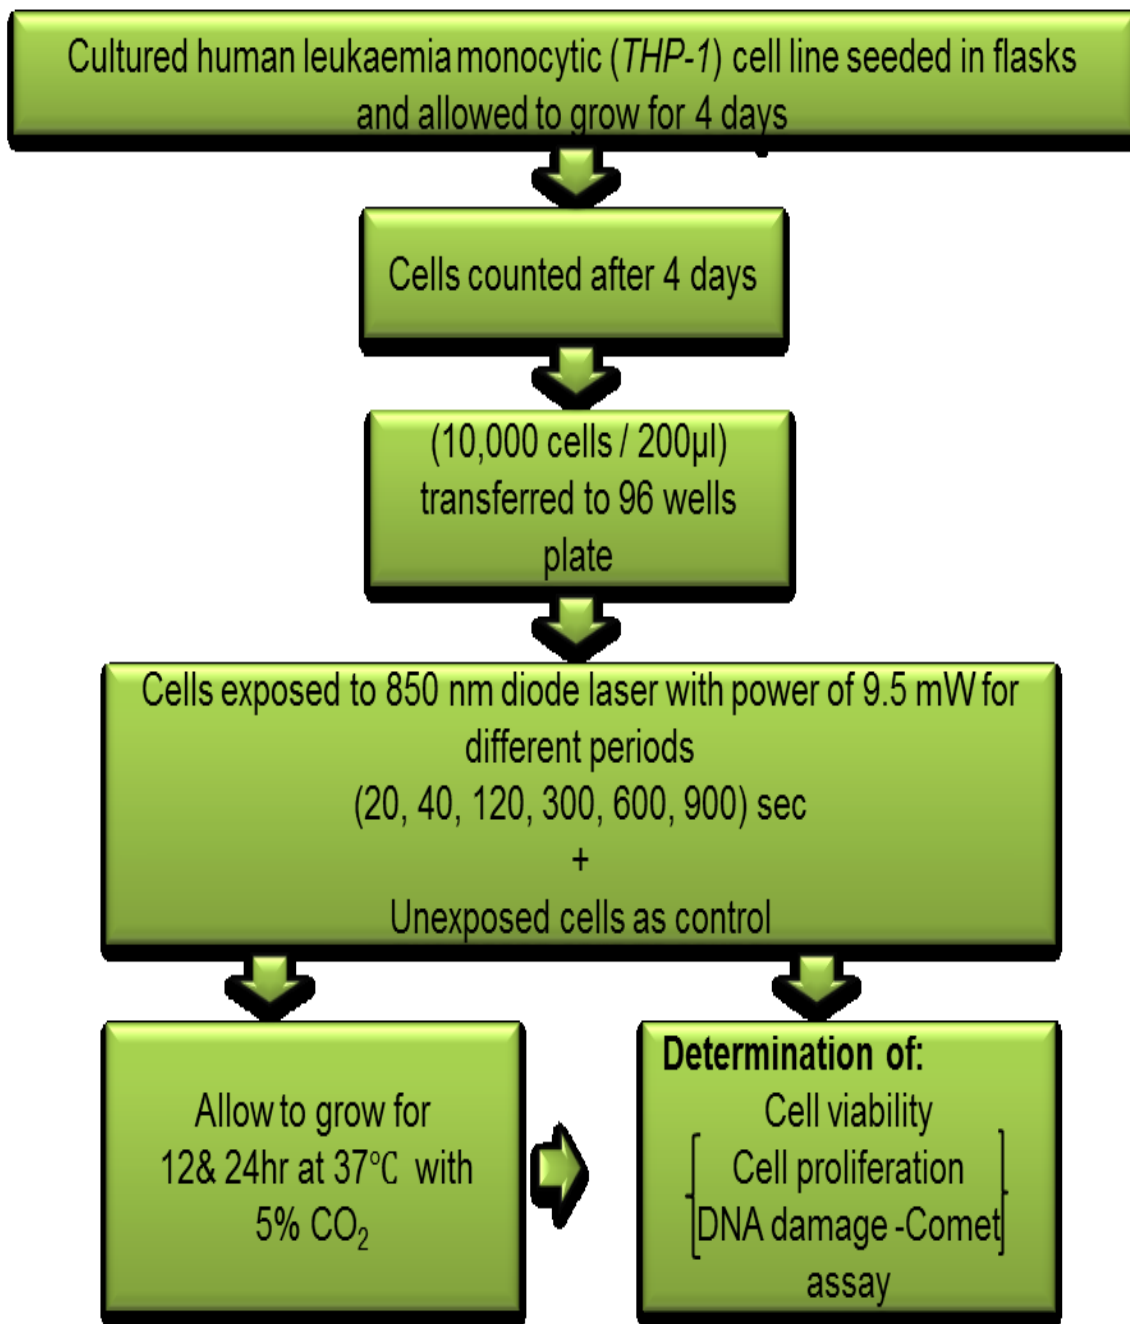 Cultured human leukaemia monocytic (THP-1) cell line seeded in flasks
and allowed to grow for 4 days
Cells counted after 4 days
(10,000 cells / 200µl)
transferred to 96 wells
plate
Cells exposed to 850 nm diode laser with power of 9.5 mW for
different periods
(20, 40, 120, 300, 600, 900) sec
+
Unexposed cells as control
Allow to grow for
12& 24hr at 37℃ with
5% CO₂
Determination of:
Cell viability
Cell proliferation
DNA damage -Comet
assay